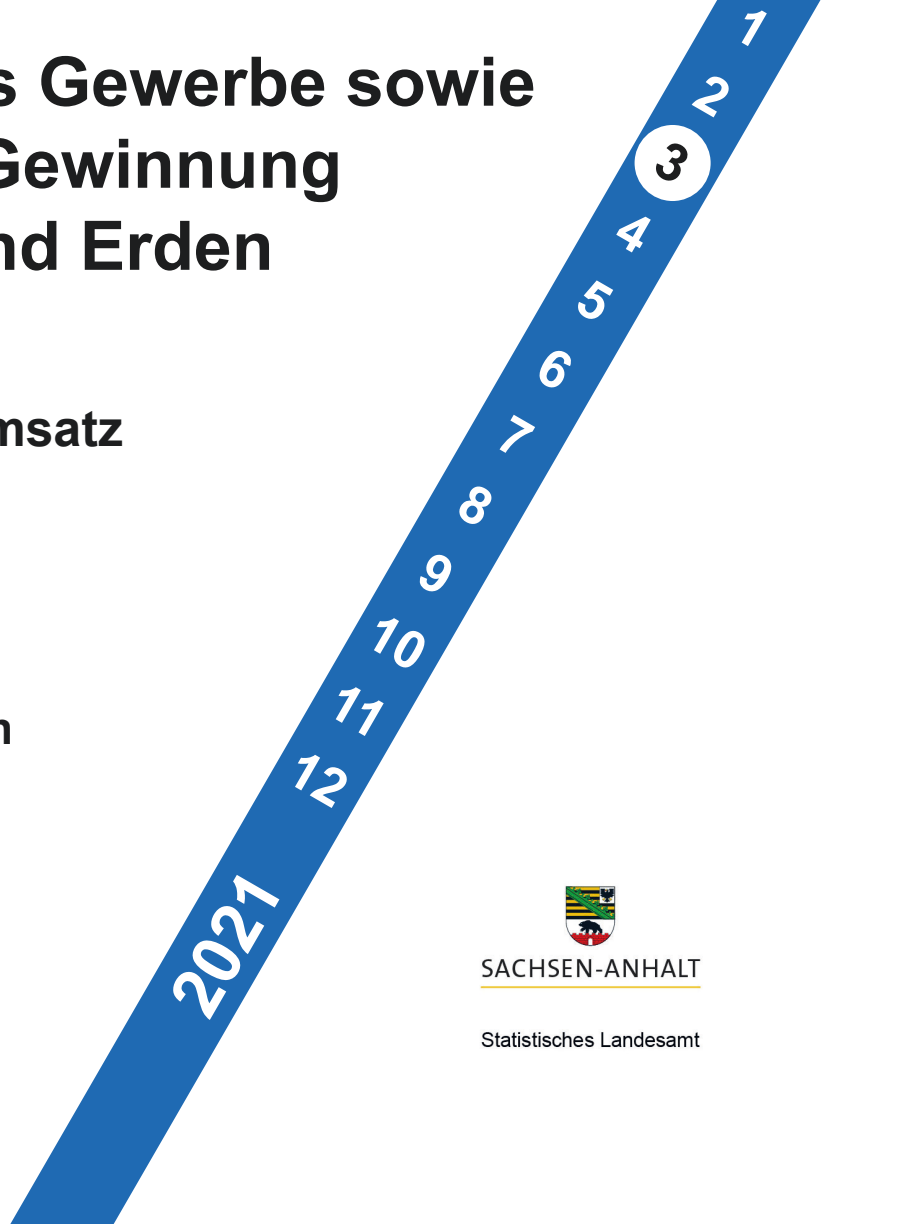 s Gewerbe sowie
Gewinnung
nd Erden
msatz
n
1
2
3
4
5
6
7
8
9
10
11
12
2021
SACHSEN-ANHALT
Statistisches Landesamt